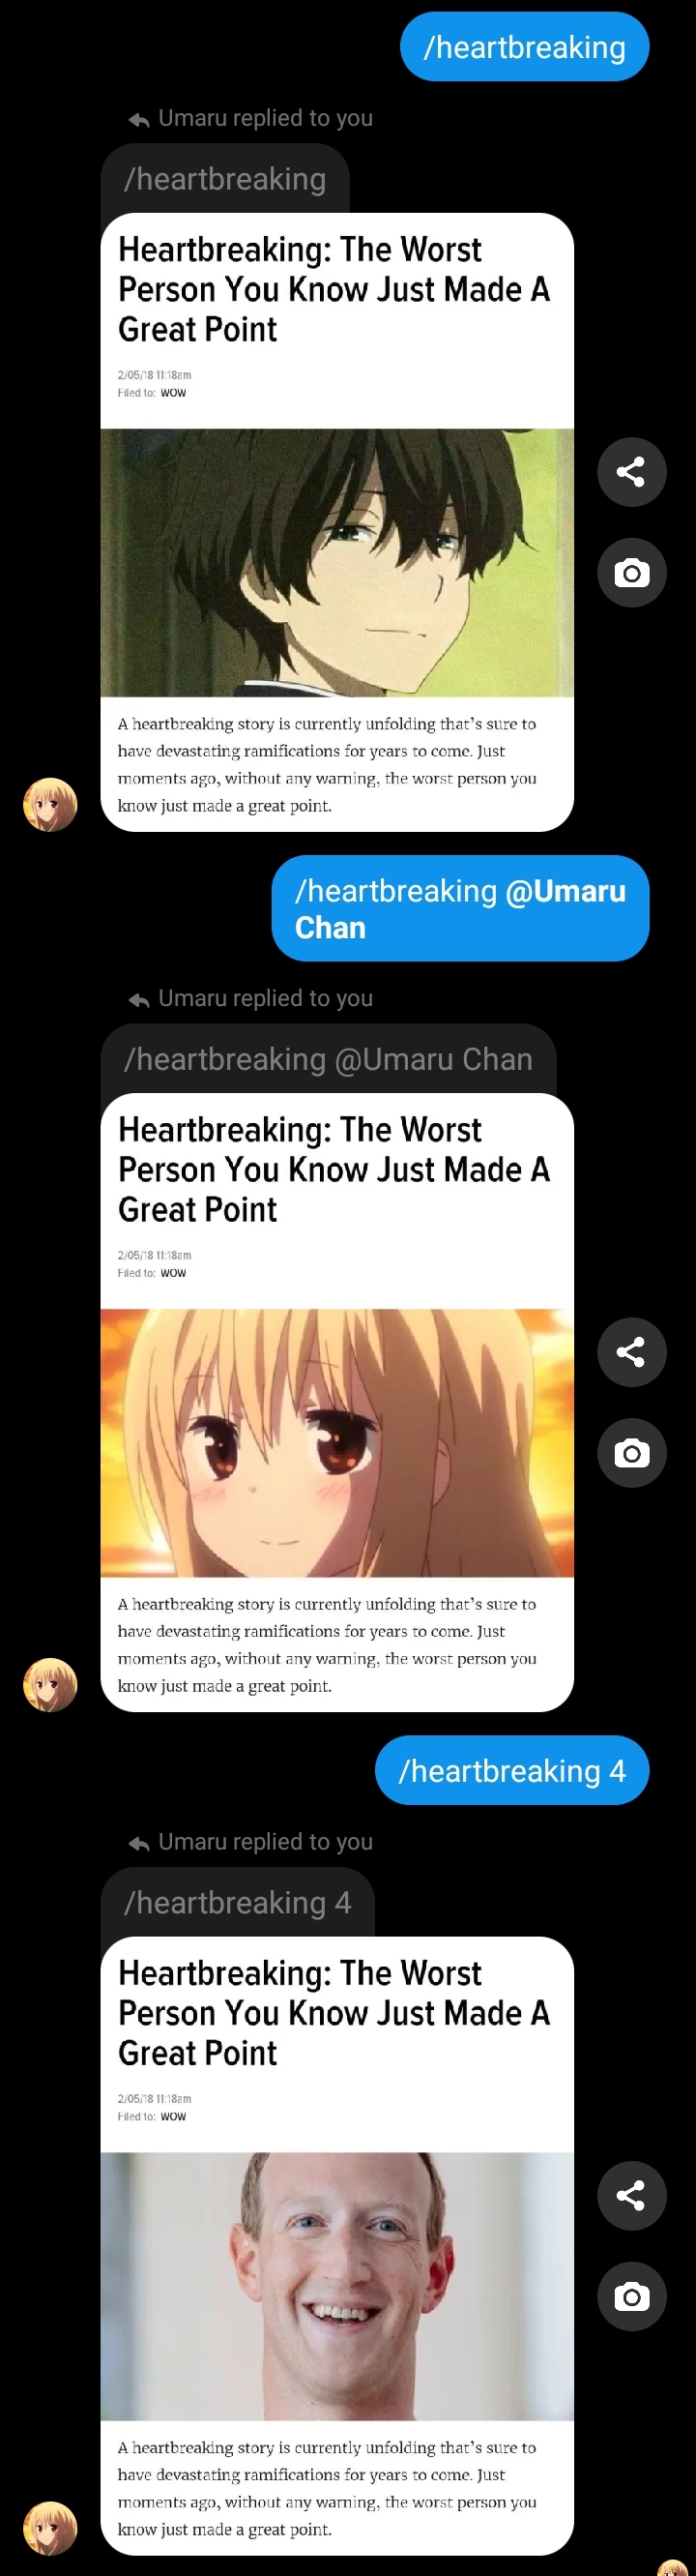 /heartbreaking
Umaru replied to you
/heartbreaking
Heartbreaking: The Worst
Person You Know Just Made A
Great Point
2/05/18 11:18am
Filed to: WOW
A heartbreaking story is currently unfolding that's sure to
have devastating ramifications for years to come. Just
moments ago, without any warning, the worst person you
know just made a great point.
/heartbreaking @Umaru
Chan
Umaru replied to you
/heartbreaking @Umaru Chan
Heartbreaking: The Worst
Person You Know Just Made A
Great Point
2/05/18 11:18am
Filed to: WOW
A heartbreaking story is currently unfolding that's sure to
have devastating ramifications for years to come. Just
moments ago, without any warning, the worst person you
know just made a great point.
/heartbreaking 4
Umaru replied to you
/heartbreaking 4
Heartbreaking: The Worst
Person You Know Just Made A
Great Point
2/05/18 11:18am
Filed to: WOW
A heartbreaking story is currently unfolding that's sure to
have devastating ramifications for years to come. Just
moments ago, without any warning, the worst person you
know just made a great point.